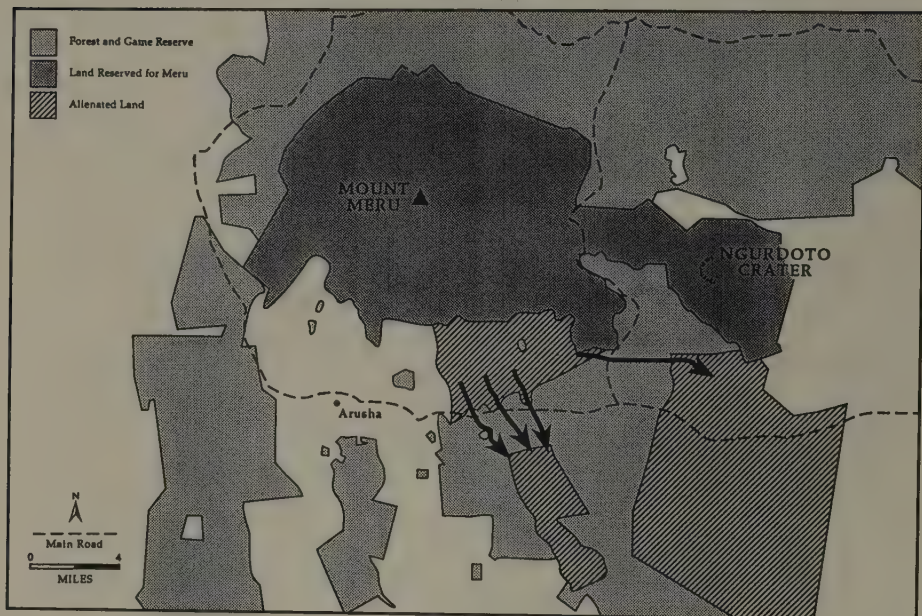 Forest and Game Reserve
Land Reserved for Meru
Alienated Land
MOUNT
MERU
NGURDOTO
CRATER
Arusha
N
Main Road
0 4
MILES